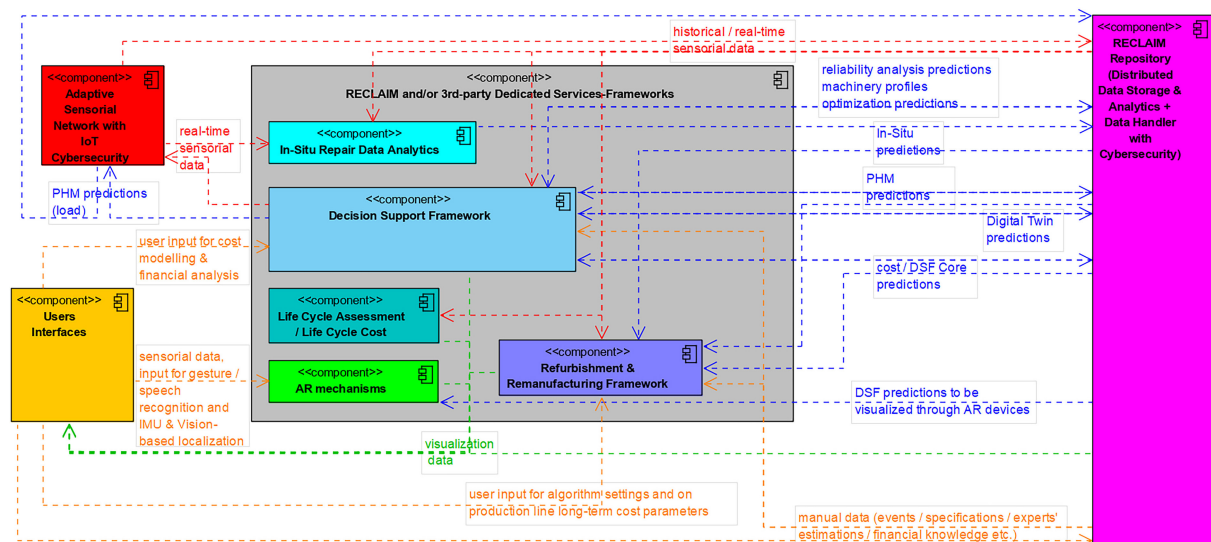 historical / real-time
sensorial data
<<component>>
RECLAIM
Repository
(Distributed
Data Storage &
Analytics +
Data Handler
with
Cybersecurity)
<<component>>
Adaptive
Sensorial
Network with
IoT
Cybersecurity
<<component>>
RECLAIM and/or 3rd-party Dedicated Services Frameworks
reliability analysis predictions
machinery profiles
optimization predictions
real-time
sensorial
data
<<component>>
In-Situ Repair Data Analytics
In-Situ
predictions
PHM predictions
(load)
<<component>>
Decision Support Framework
PHM
predictions
Digital Twin
predictions
user input for cost
modelling &
financial analysis
cost / DSF Core
predictions
<<component>>
Users
Interfaces
<<component>>
Life Cycle Assessment
/ Life Cycle Cost
<<component>>
Refurbishment &
Remanufacturing Framework
sensorial data,
input for gesture /
speech
recognition and
IMU & Vision-
based localization
<<component>>
AR mechanisms
DSF predictions to be
visualized through AR devices
visualization
data
user input for algorithm settings and on
production line long-term cost parameters
manual data (events / specifications / experts'
estimations / financial knowledge etc.)